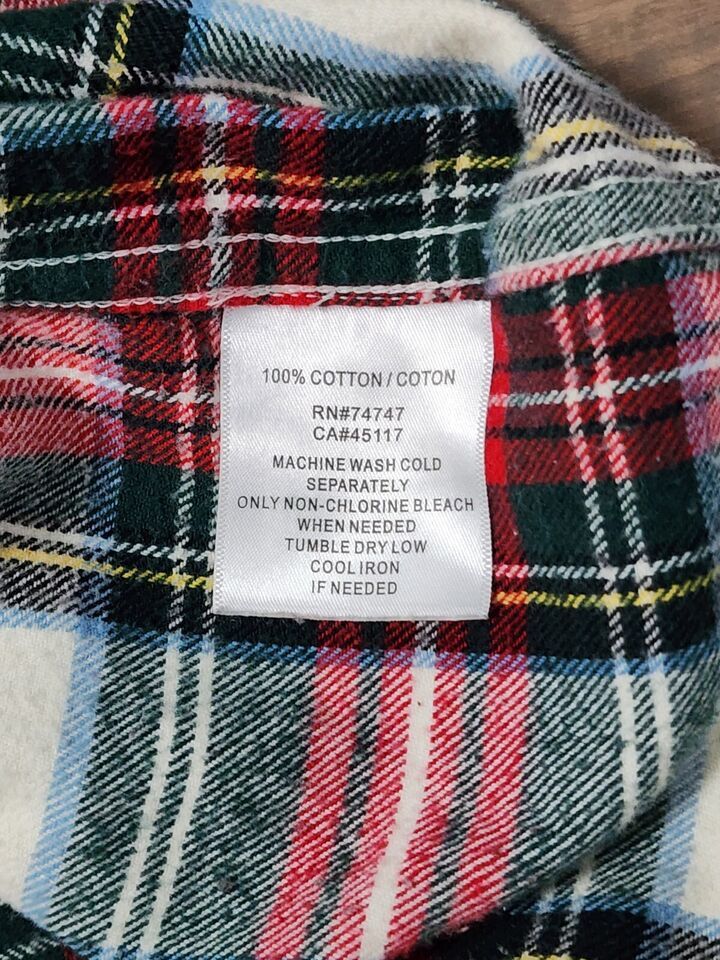 100% COTTON / COTON
RN#74747
CA#45117
MACHINE WASH COLD
SEPARATELY
ONLY NON-CHLORINE BLEACH
WHEN NEEDED
TUMBLE DRY LOW
COOL IRON
IF NEEDED